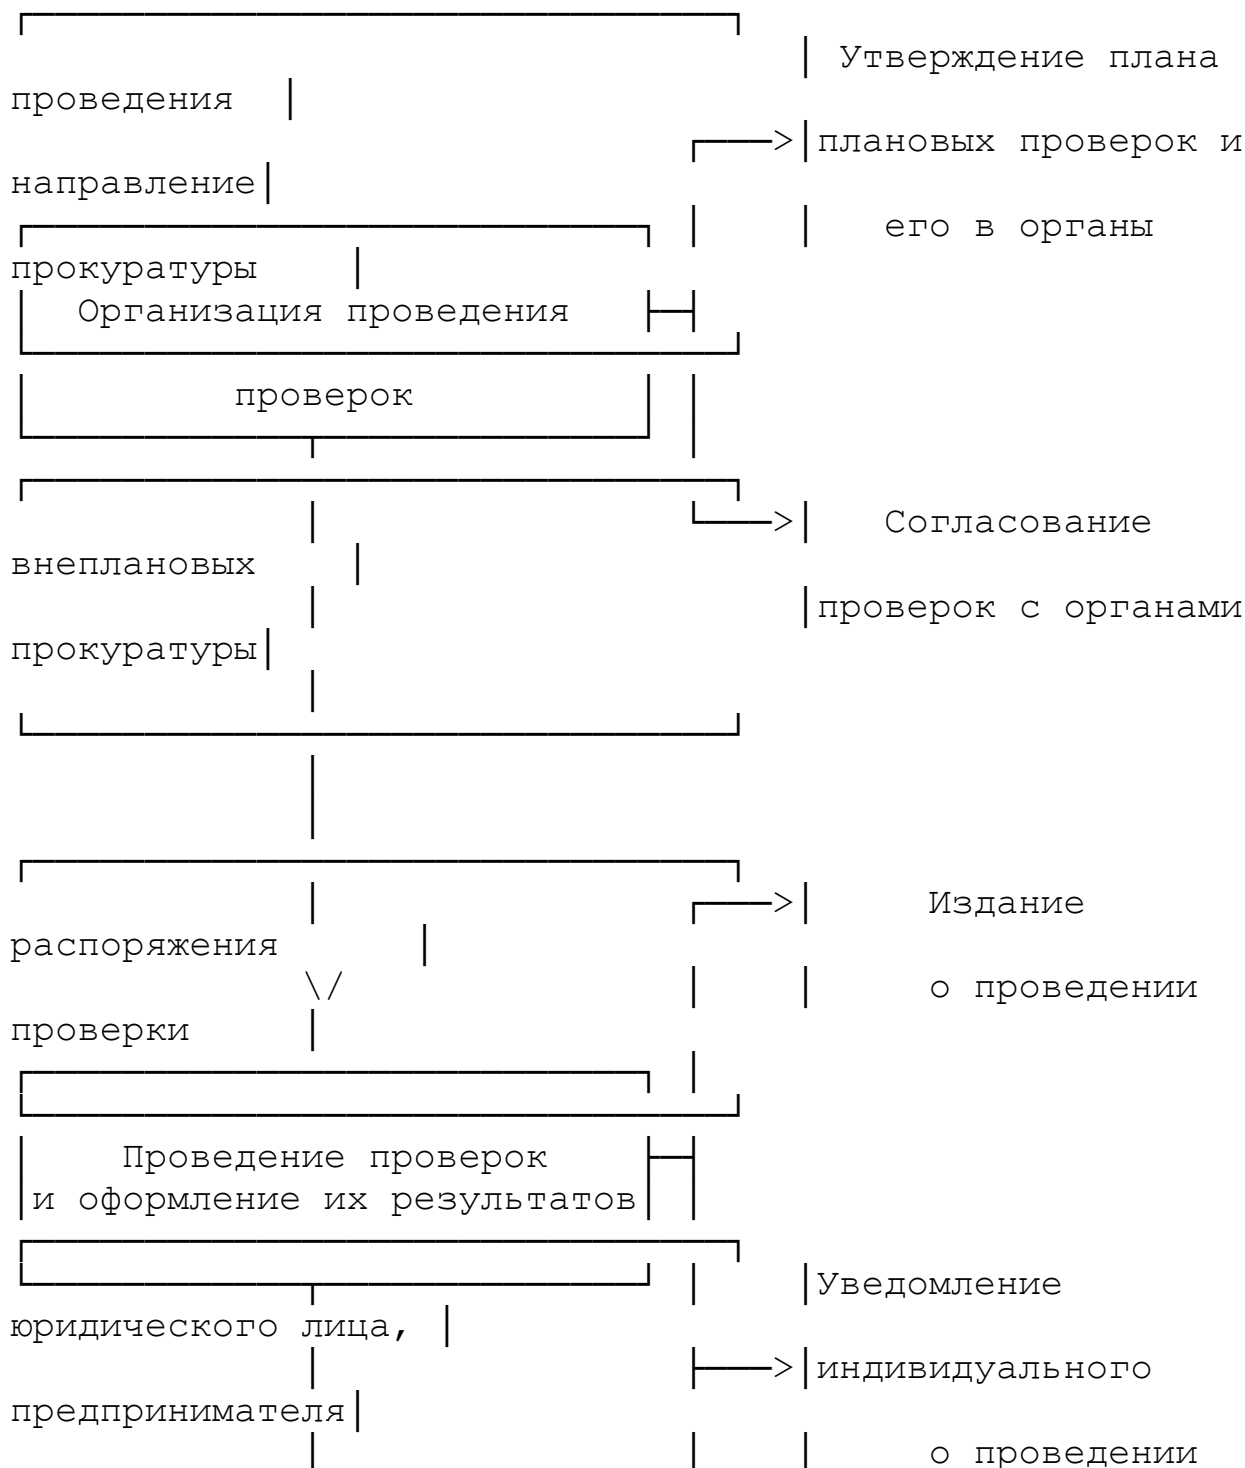 Утверждение плана
проведения
плановых проверок и
направление
его в органы
прокуратуры
Организация проведения
проверок
Согласование
внеплановых
проверок с органами
прокуратуры
Издание
распоряжения
о проведении
проверки
Проведение проверок
и оформление их результатов
Уведомление
юридического лица,
индивидуального
предпринимателя
о проведении